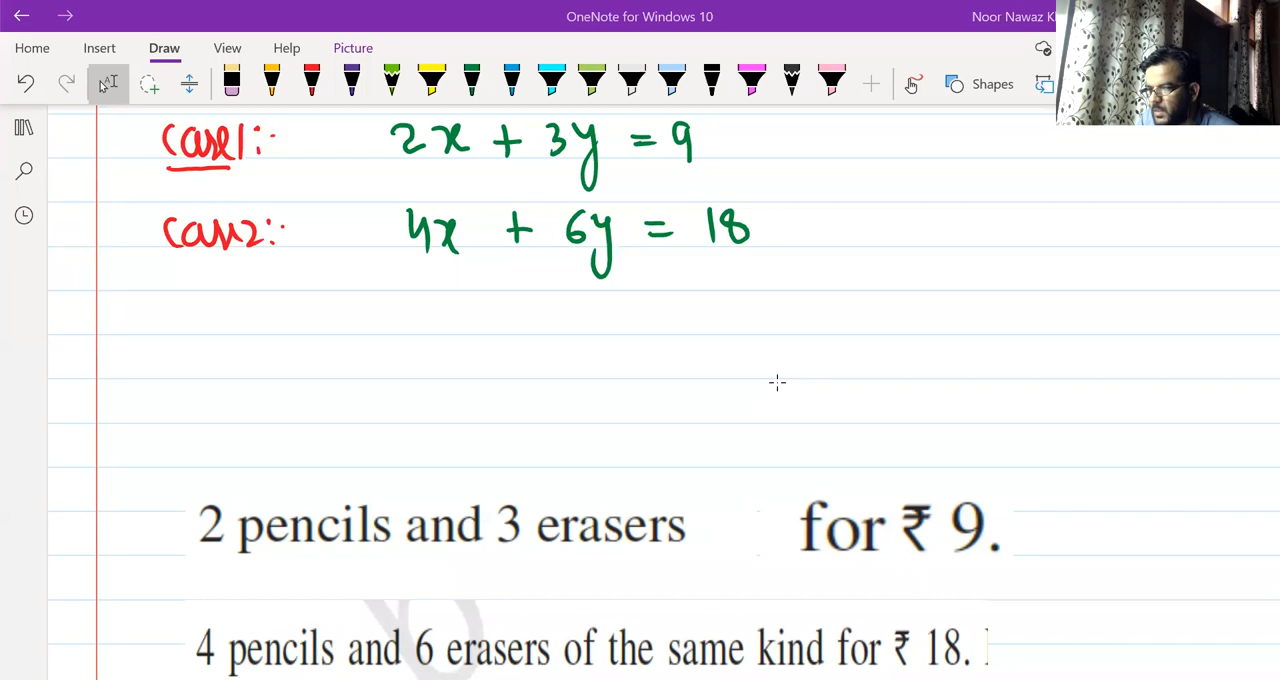 OneNote for Windows 10
Noor Nawaz K
Home Insert Draw View Help Picture
Shapes
Case1:- 2x + 3y = 9
Case2:- 4x + 6y = 18
2 pencils and 3 erasers for ₹ 9.
4 pencils and 6 erasers of the same kind for ₹ 18.